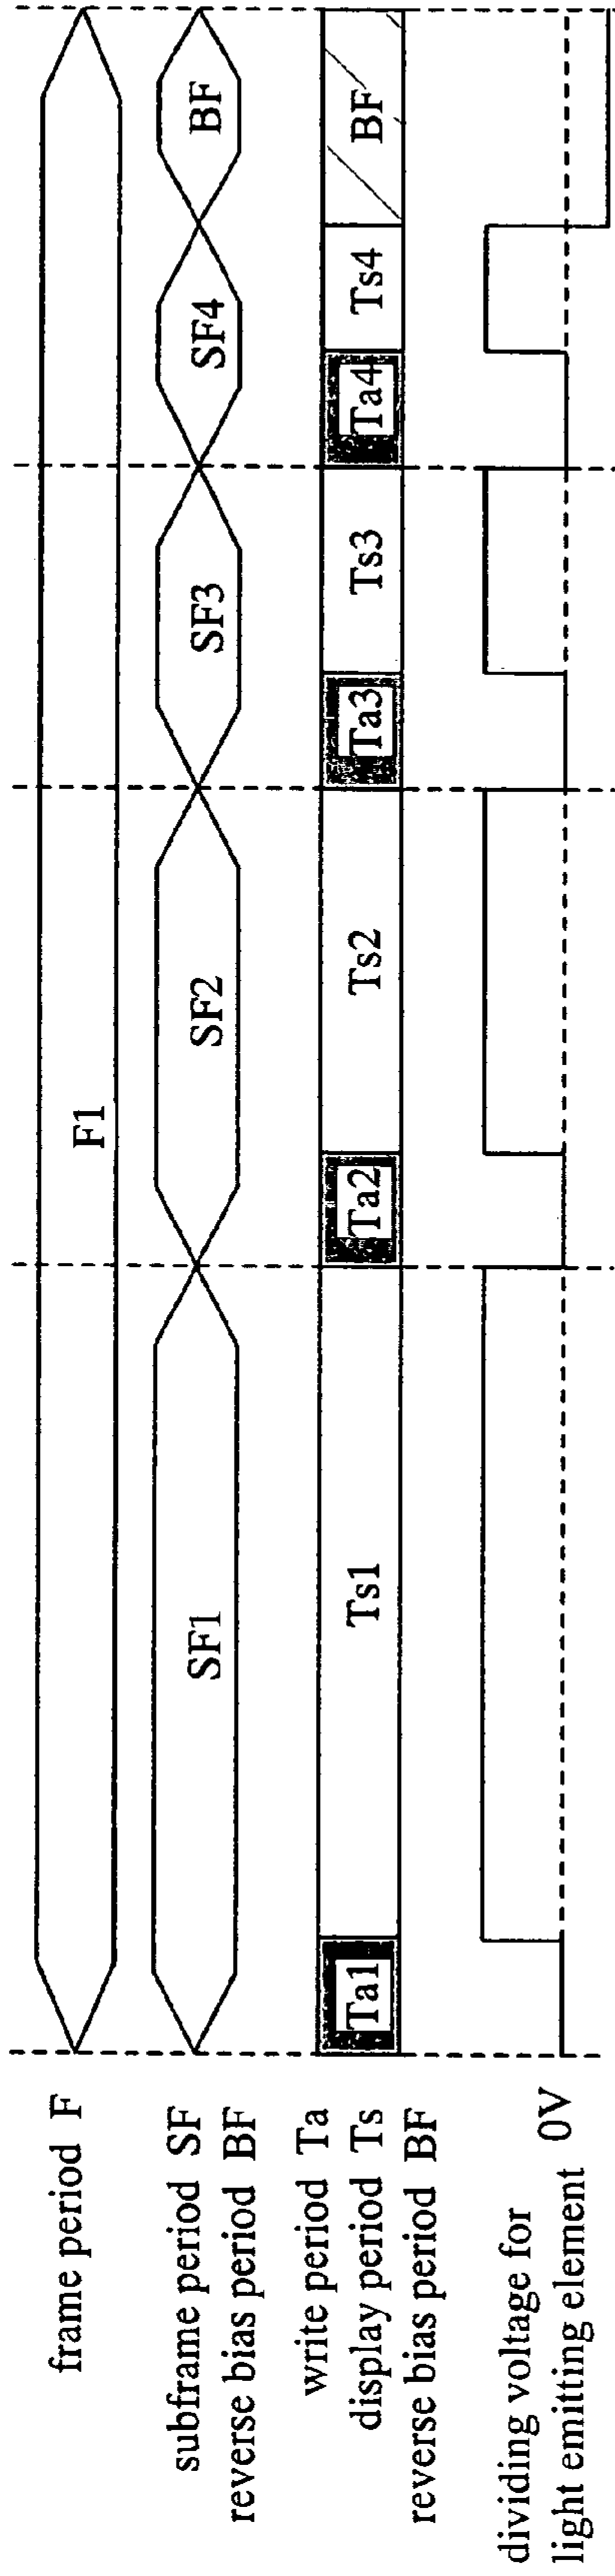 frame period F
F1
subframe period SF
reverse bias period BF
SF1
SF2
SF3
SF4
BF
write period Ta
display period Ts
reverse bias period BF
Ta1
Ts1
Ta2
Ts2
Ta3
Ts3
Ta4
Ts4
BF
dividing voltage for
light emitting element
0V